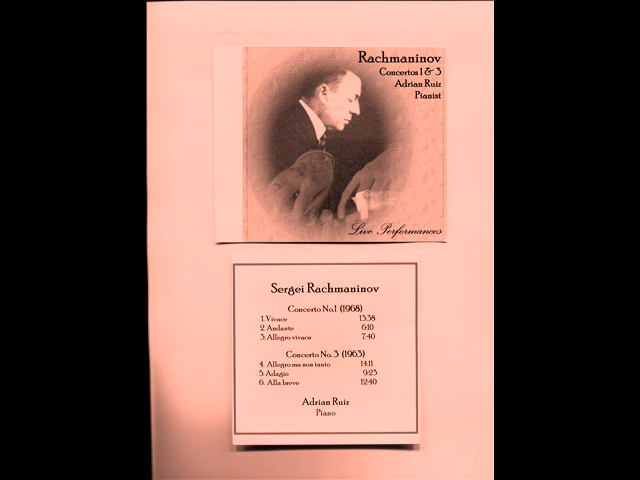 Rachmaninov
Concertos 1 & 3
Adrian Ruiz
Pianist
Live Performances
Sergei Rachmaninov
Concerto No.1 (1968)
1. Vivace 13:38
2. Andante 6:10
3. Allegro vivace 7:40
Concerto No. 3 (1963)
4. Allegro ma non tanto 14:11
5. Adagio 9:23
6. Alla breve 12:40
Adrian Ruiz
Piano